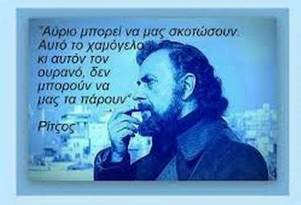 "Αύριο μπορεί να μας σκοτώσουν.
Αυτό το χαμόγελο
κι αυτόν τον
ουρανό, δεν
μπορούν να
μας τα πάρουν"
Ρίτσος